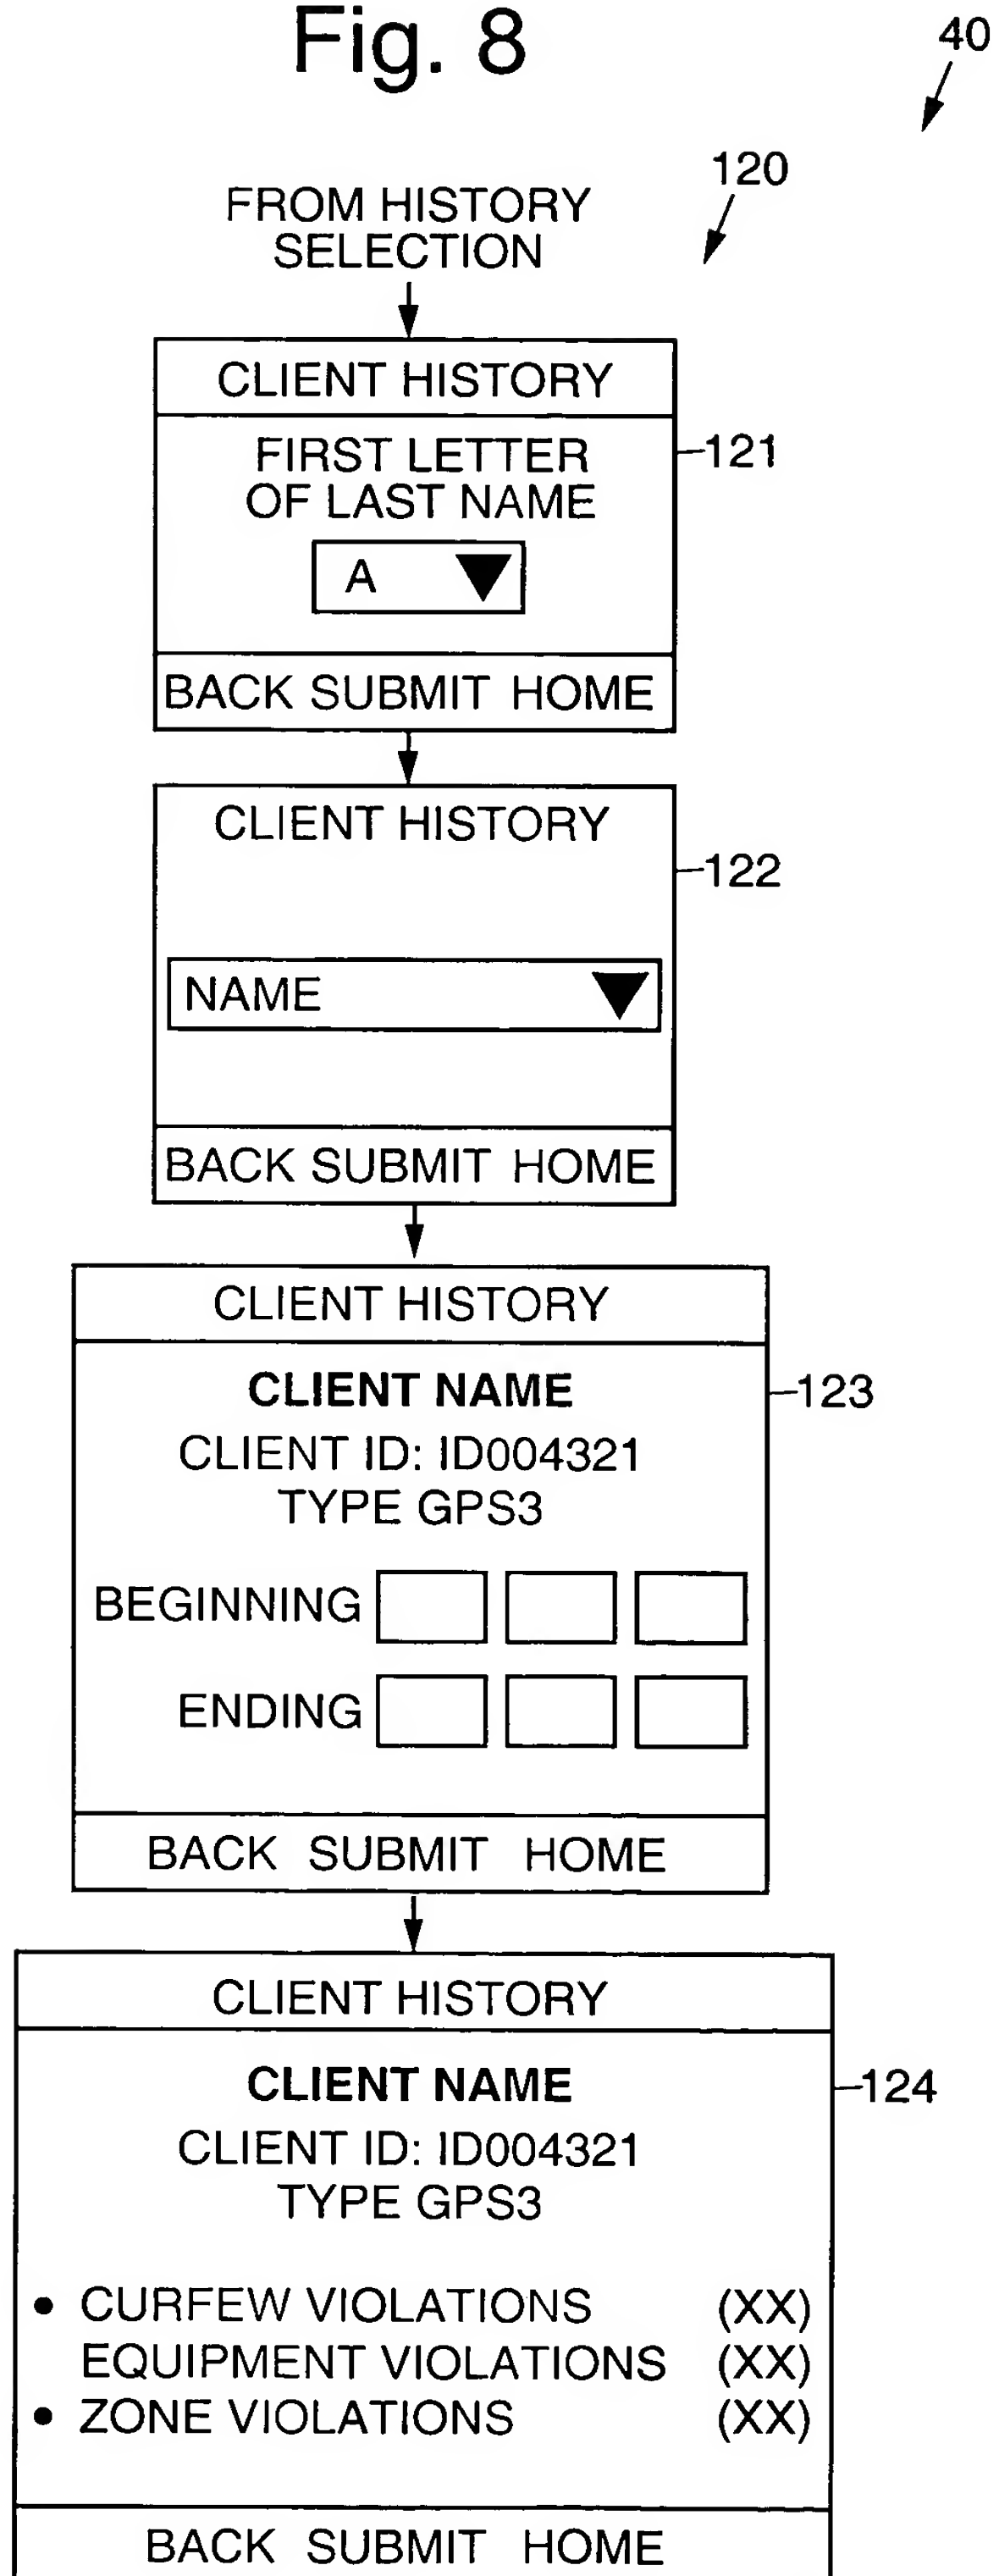 Fig. 8
40
120
FROM HISTORY
SELECTION
CLIENT HISTORY
FIRST LETTER
OF LAST NAME
121
A
BACK SUBMIT HOME
CLIENT HISTORY
122
NAME
BACK SUBMIT HOME
CLIENT HISTORY
CLIENT NAME
123
CLIENT ID: ID004321
TYPE GPS3
BEGINNING
ENDING
BACK SUBMIT HOME
CLIENT HISTORY
CLIENT NAME
124
CLIENT ID: ID004321
TYPE GPS3
• CURFEW VIOLATIONS (XX)
EQUIPMENT VIOLATIONS (XX)
• ZONE VIOLATIONS (XX)
BACK SUBMIT HOME